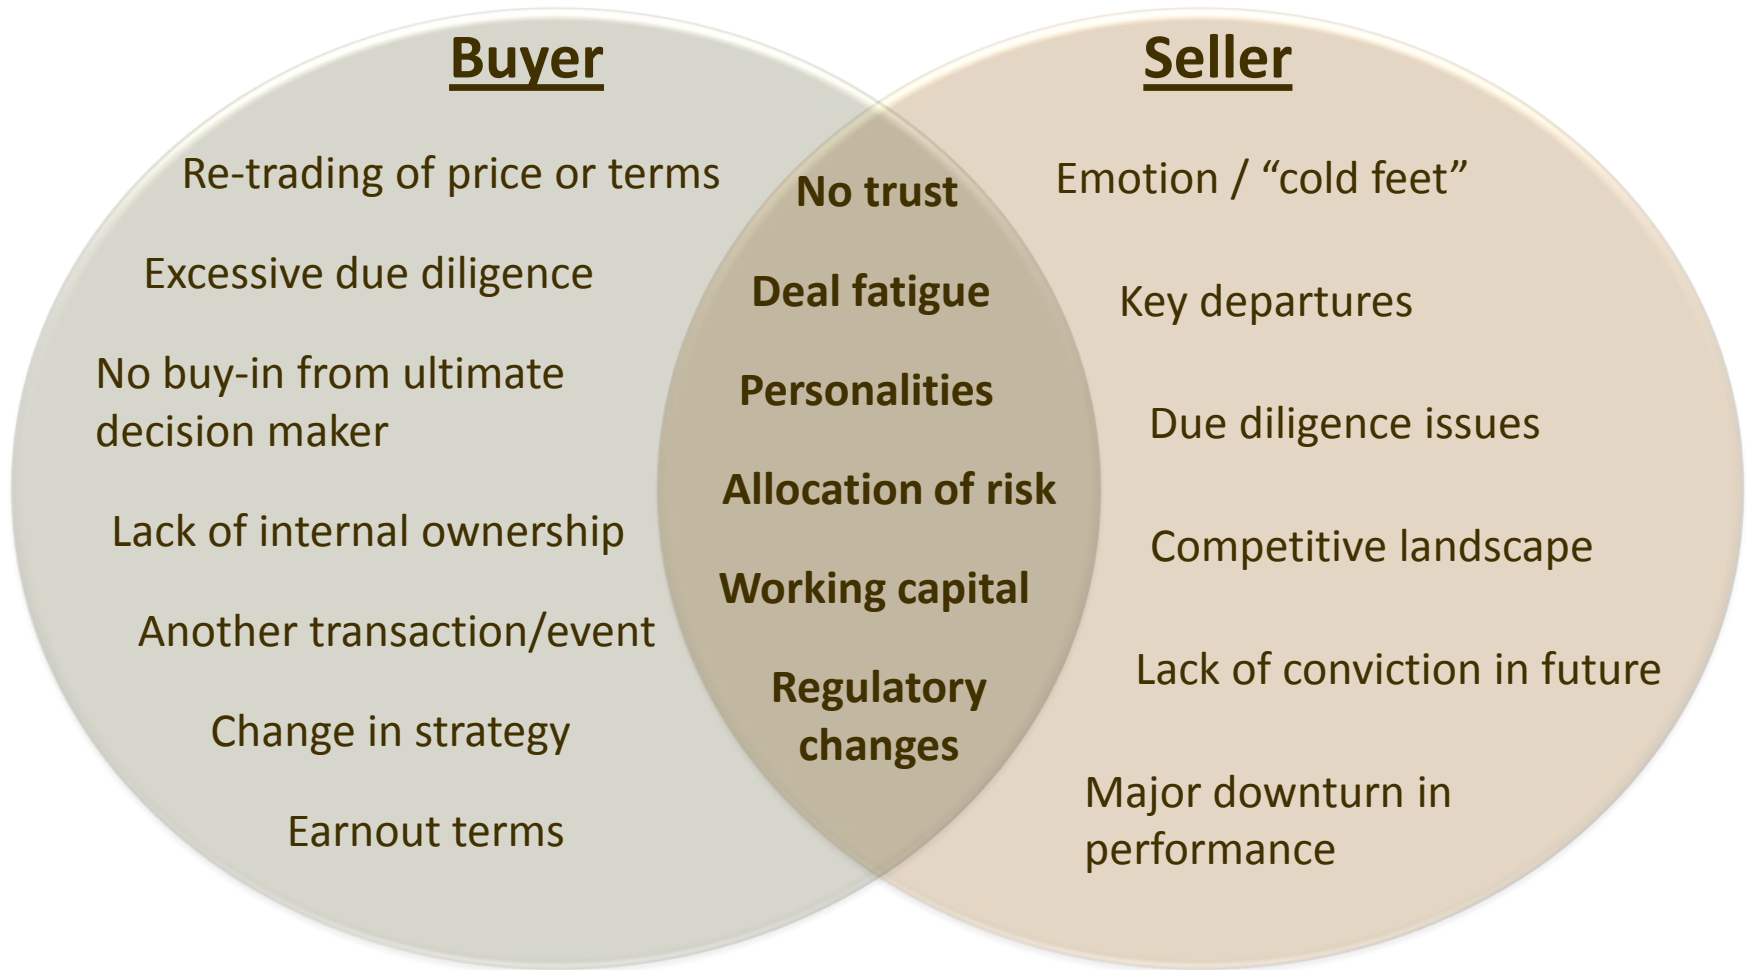 Buyer
Re-trading of price or terms
Excessive due diligence
No buy-in from ultimate
decision maker
Lack of internal ownership
Another transaction/event
Change in strategy
Earnout terms
No trust
Deal fatigue
Personalities
Allocation of risk
Working capital
Regulatory
changes
Seller
Emotion / “cold feet”
Key departures
Due diligence issues
Competitive landscape
Lack of conviction in future
Major downturn in
performance